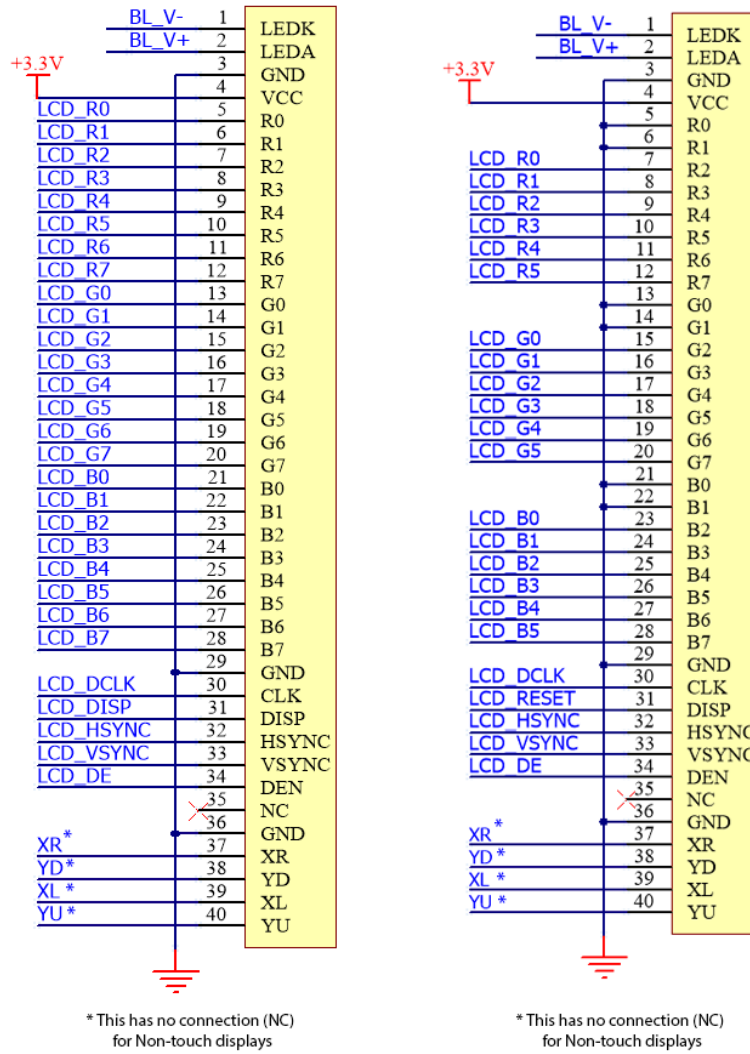 BL_V- 1 LEDK
BL_V+ 2 LEDA
3 GND
+3.3V 4 VCC
LCD_R0 5 R0
LCD_R1 6 R1
LCD_R2 7 R2
LCD_R3 8 R3
LCD_R4 9 R4
LCD_R5 10 R5
LCD_R6 11 R6
LCD_R7 12 R7
LCD_G0 13 G0
LCD_G1 14 G1
LCD_G2 15 G2
LCD_G3 16 G3
LCD_G4 17 G4
LCD_G5 18 G5
LCD_G6 19 G6
LCD_G7 20 G7
LCD_B0 21 B0
LCD_B1 22 B1
LCD_B2 23 B2
LCD_B3 24 B3
LCD_B4 25 B4
LCD_B5 26 B5
LCD_B6 27 B6
LCD_B7 28 B7
29 GND
LCD_DCLK 30 CLK
LCD_DISP 31 DISP
LCD_HSYNC 32 HSYNC
LCD_VSYNC 33 VSYNC
LCD_DE 34 DEN
35 NC
36 GND
XR* 37 XR
YD* 38 YD
XL * 39 XL
YU* 40 YU
* This has no connection (NC)
for Non-touch displays
BL_V- 1 LEDK
BL_V+ 2 LEDA
3 GND
+3.3V 4 VCC
5 R0
6 R1
LCD_R0 7 R2
LCD_R1 8 R3
LCD_R2 9 R4
LCD_R3 10 R5
LCD_R4 11 R6
LCD_R5 12 R7
13 G0
14 G1
LCD_G0 15 G2
LCD_G1 16 G3
LCD_G2 17 G4
LCD_G3 18 G5
LCD_G4 19 G6
LCD_G5 20 G7
21 B0
22 B1
LCD_B0 23 B2
LCD_B1 24 B3
LCD_B2 25 B4
LCD_B3 26 B5
LCD_B4 27 B6
LCD_B5 28 B7
29 GND
LCD_DCLK 30 CLK
LCD_RESET 31 DISP
LCD_HSYNC 32 HSYNC
LCD_VSYNC 33 VSYNC
LCD_DE 34 DEN
35 NC
36 GND
XR* 37 XR
YD* 38 YD
XL * 39 XL
YU * 40 YU
* This has no connection (NC)
for Non-touch displays